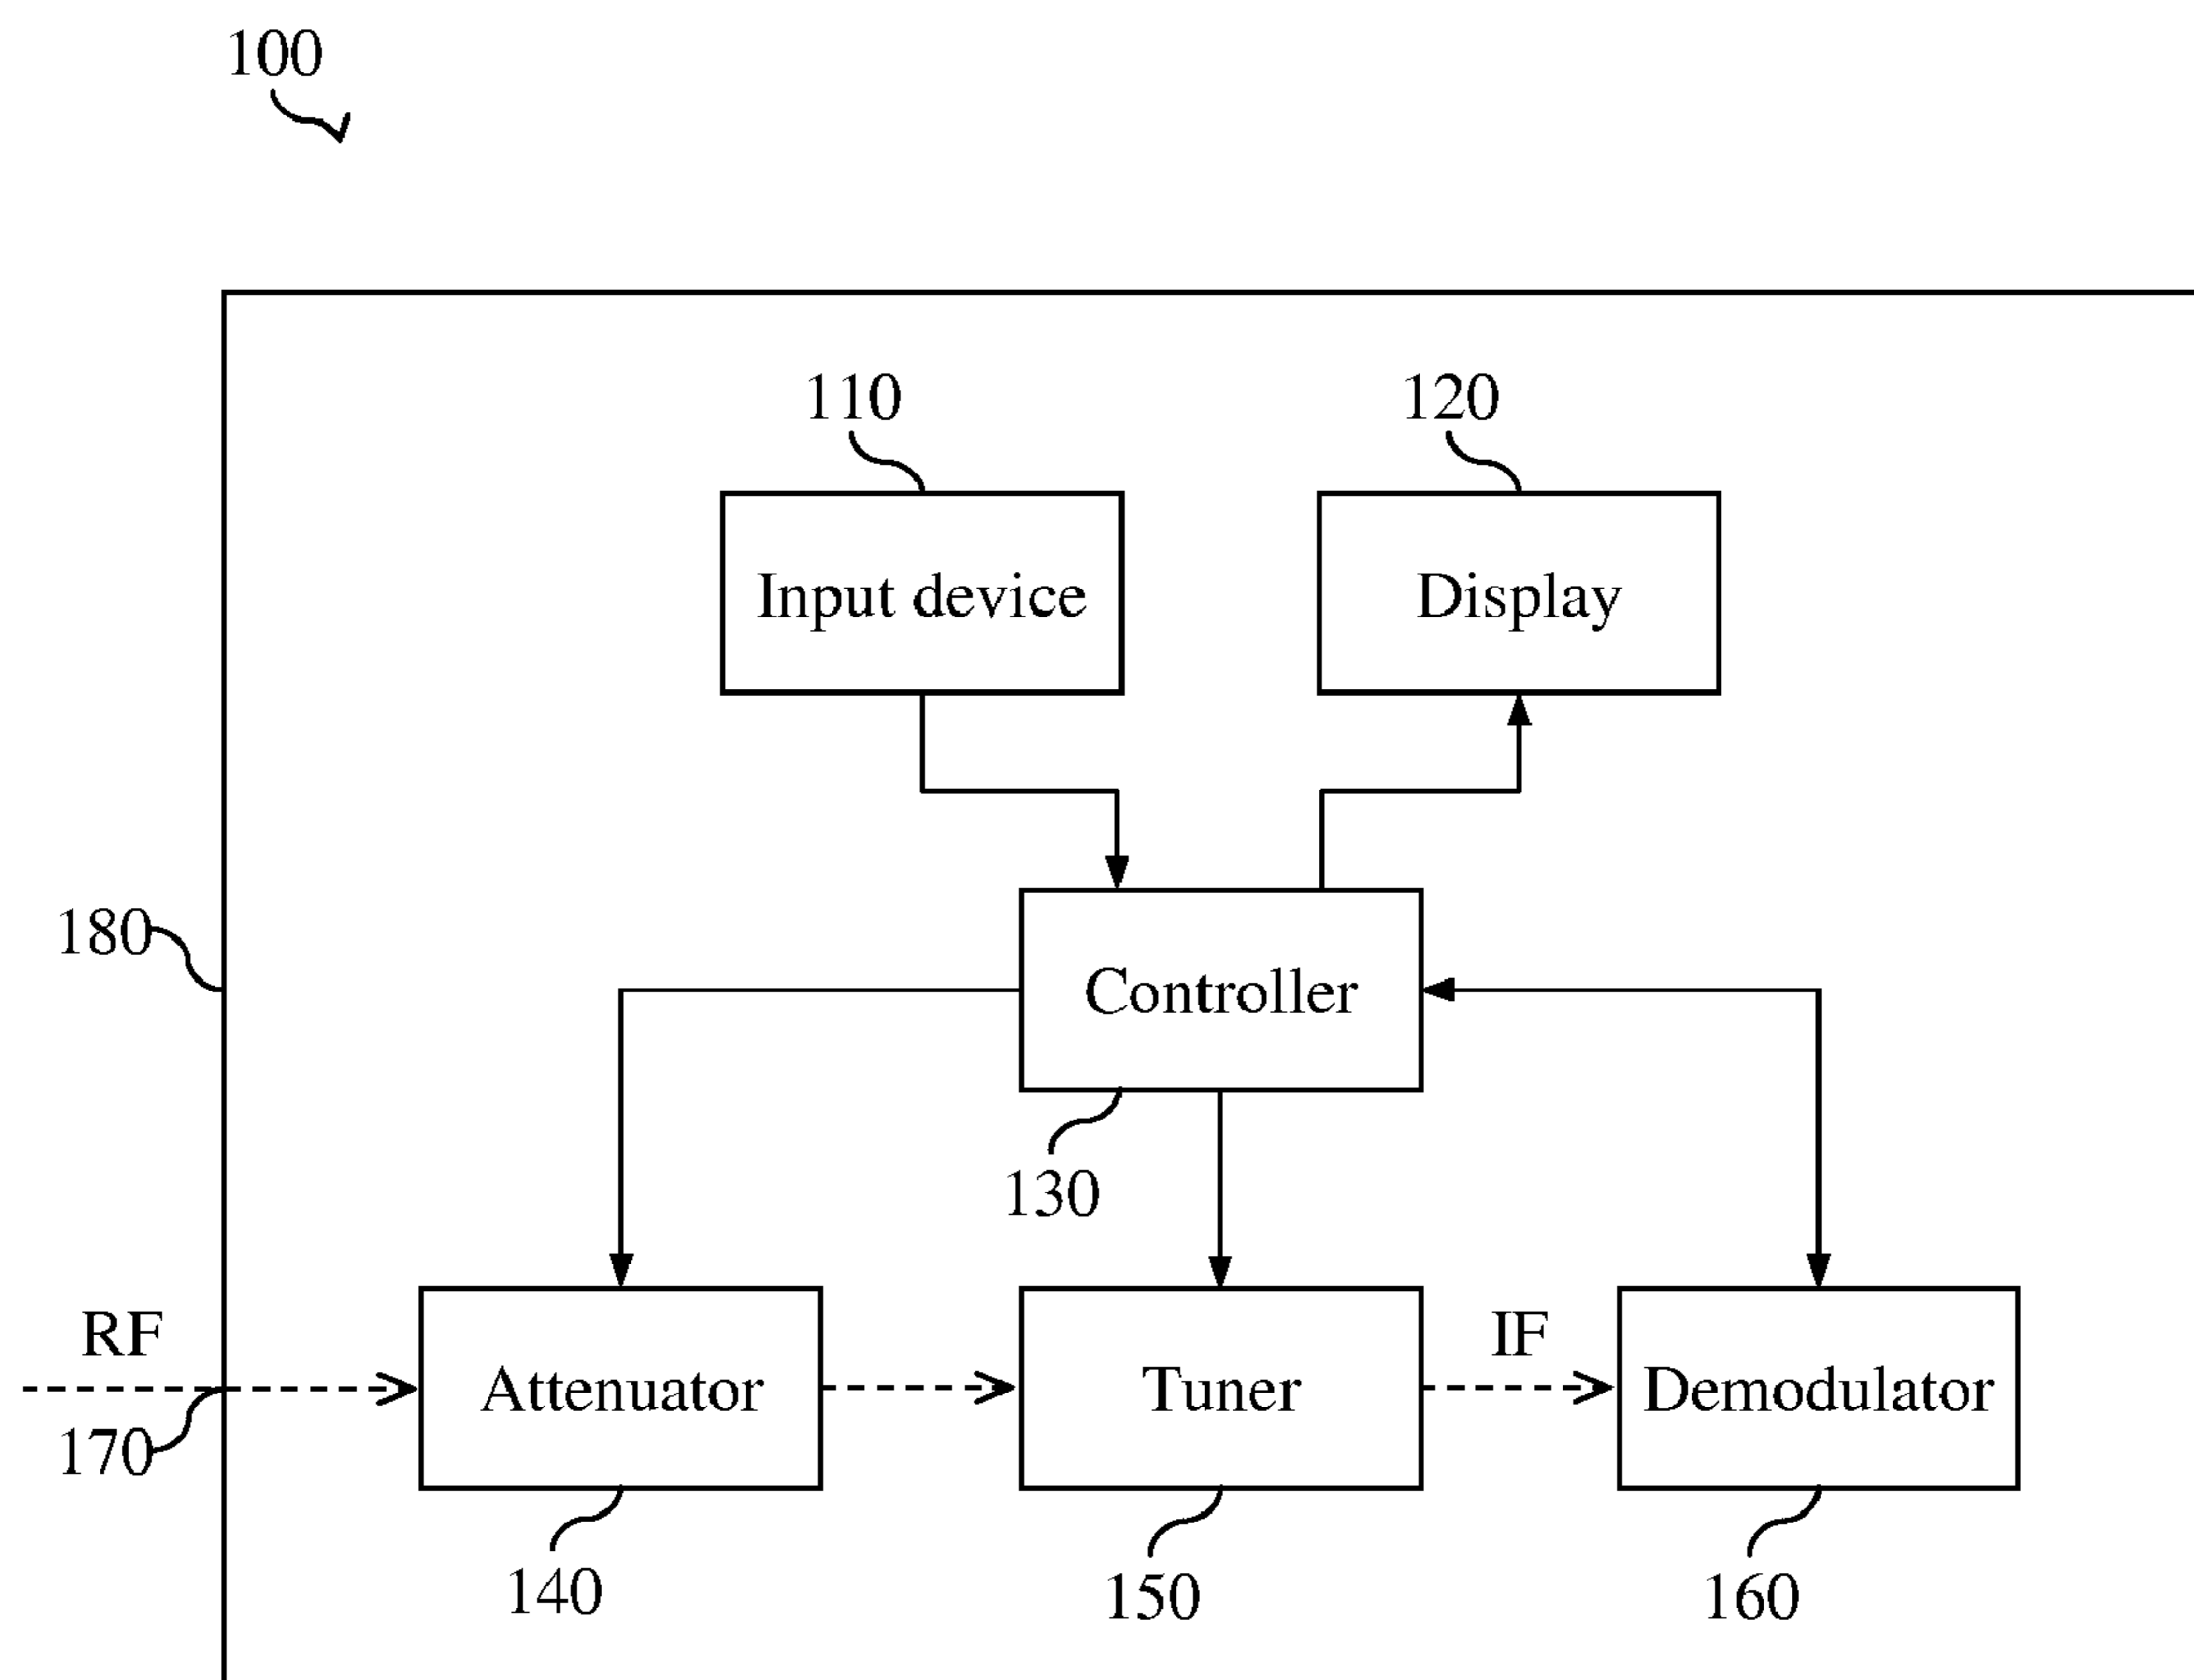 100
110
120
Input device
Display
180
Controller
130
RF
IF
Attenuator
Tuner
Demodulator
170
140
150
160